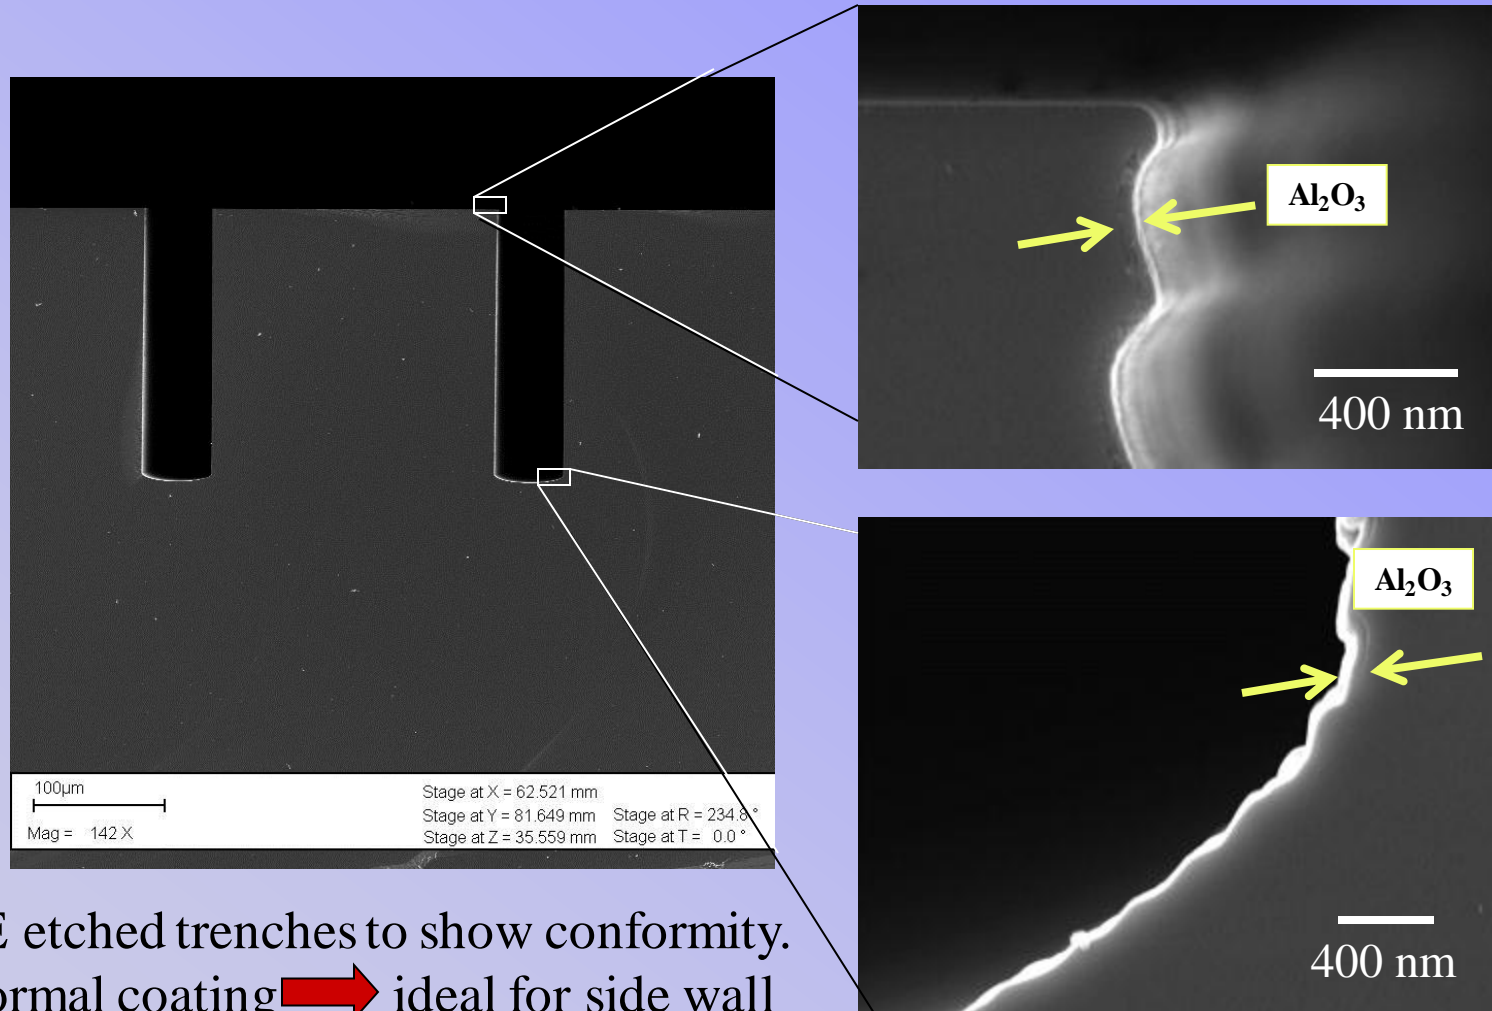 Al₂O₃
400 nm
Al₂O₃
400 nm
100µm
Mag = 142 X
Stage at X = 62.521 mm
Stage at Y = 81.649 mm Stage at R = 234.8 °
Stage at Z = 35.559 mm Stage at T = 0.0 °
E etched trenches to show conformity.
ormal coating ideal for side wall